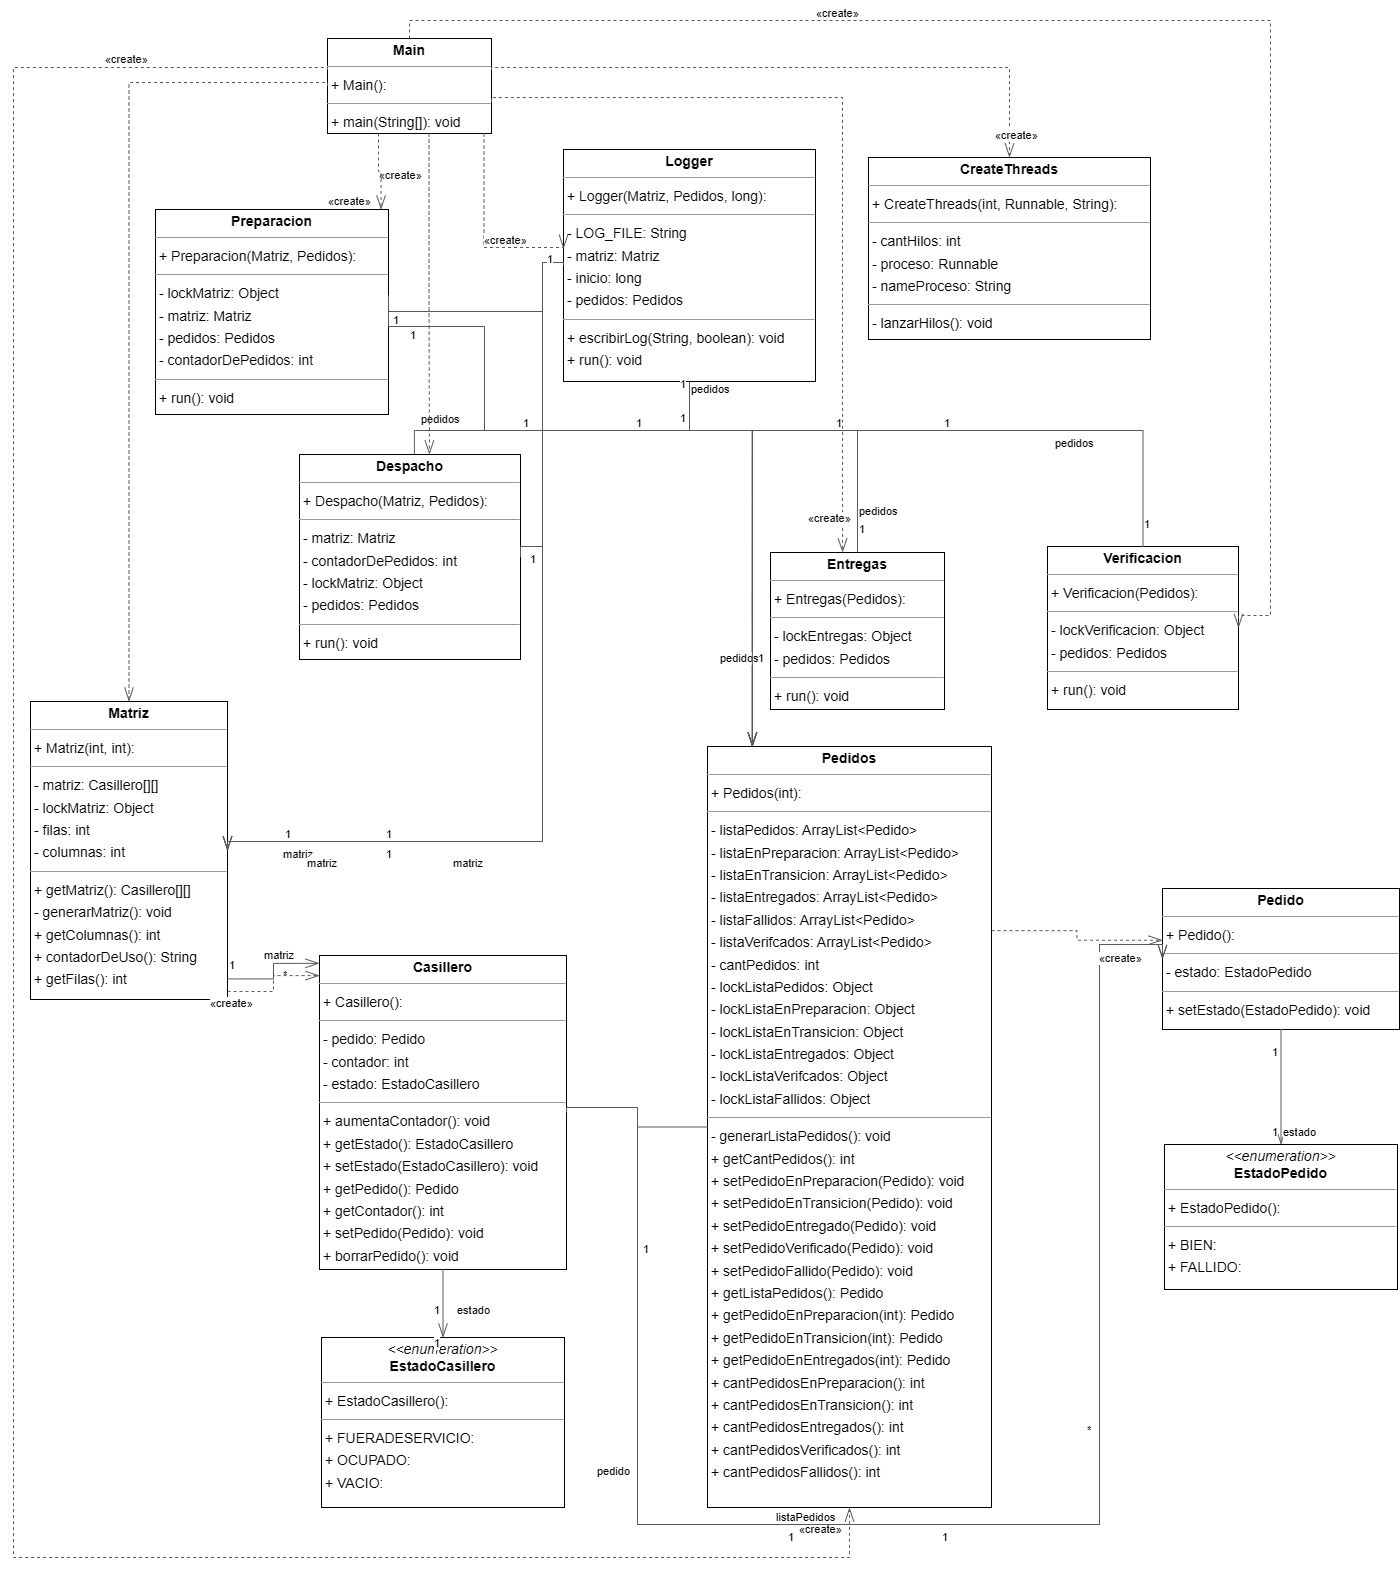 «create»
Main
+ Main():
+ main(String[]): void
«create»
«create»
«create»
«create»
«create»
Logger
+ Logger(Matriz, Pedidos, long):
- LOG_FILE: String
- matriz: Matriz
- inicio: long
- pedidos: Pedidos
+ escribirLog(String, boolean): void
+ run(): void
CreateThreads
+ CreateThreads(int, Runnable, String):
- cantHilos: int
- proceso: Runnable
- nameProceso: String
- lanzarHilos(): void
Preparacion
+ Preparacion(Matriz, Pedidos):
- lockMatriz: Object
- matriz: Matriz
- pedidos: Pedidos
- contadorDePedidos: int
+ run(): void
1
1
1
1
pedidos
1
pedidos
1
1
1
1
pedidos
Despacho
+ Despacho(Matriz, Pedidos):
- matriz: Matriz
- contadorDePedidos: int
- lockMatriz: Object
- pedidos: Pedidos
+ run(): void
1
«create»
pedidos
1
1
Entregas
+ Entregas(Pedidos):
- lockEntregas: Object
- pedidos: Pedidos
+ run(): void
Verificacion
+ Verificacion(Pedidos):
- lockVerificacion: Object
- pedidos: Pedidos
+ run(): void
pedidos1
Matriz
+ Matriz(int, int):
- matriz: Casillero[][]
- lockMatriz: Object
- filas: int
- columnas: int
+ getMatriz(): Casillero[][]
- generarMatriz(): void
+ getColumnas(): int
+ contadorDeUso(): String
+ getFilas(): int
1
1
matriz
matriz
1
matriz
1
matriz
*
«create»
Pedidos
+ Pedidos(int):
- listaPedidos: ArrayList<Pedido>
- listaEnPreparacion: ArrayList<Pedido>
- listaEnTransicion: ArrayList<Pedido>
- listaEntregados: ArrayList<Pedido>
- listaFallidos: ArrayList<Pedido>
- listaVerifcados: ArrayList<Pedido>
- cantPedidos: int
- lockListaPedidos: Object
- lockListaEnPreparacion: Object
- lockListaEnTransicion: Object
- lockListaEntregados: Object
- lockListaVerifcados: Object
- lockListaFallidos: Object
- generarListaPedidos(): void
+ getCantPedidos(): int
+ setPedidoEnPreparacion(Pedido): void
+ setPedidoEnTransicion(Pedido): void
+ setPedidoEntregado(Pedido): void
+ setPedidoVerificado(Pedido): void
+ setPedidoFallido(Pedido): void
+ getListaPedidos(): Pedido
+ getPedidoEnPreparacion(int): Pedido
+ getPedidoEnTransicion(int): Pedido
+ getPedidoEnEntregados(int): Pedido
+ cantPedidosEnPreparacion(): int
+ cantPedidosEnTransicion(): int
+ cantPedidosEntregados(): int
+ cantPedidosVerificados(): int
+ cantPedidosFallidos(): int
Casillero
+ Casillero():
- pedido: Pedido
- contador: int
- estado: EstadoCasillero
+ aumentaContador(): void
+ getEstado(): EstadoCasillero
+ setEstado(EstadoCasillero): void
+ getPedido(): Pedido
+ getContador(): int
+ setPedido(Pedido): void
+ borrarPedido(): void
1
estado
1
<<enumeration>>
EstadoCasillero
+ EstadoCasillero():
+ FUERADESERVICIO:
+ OCUPADO:
+ VACIO:
Pedido
+ Pedido():
- estado: EstadoPedido
+ setEstado(EstadoPedido): void
«create»
1
1
estado
<<enumeration>>
EstadoPedido
+ EstadoPedido():
+ BIEN:
+ FALLIDO:
1
*
pedido
listaPedidos
«create»
1
1